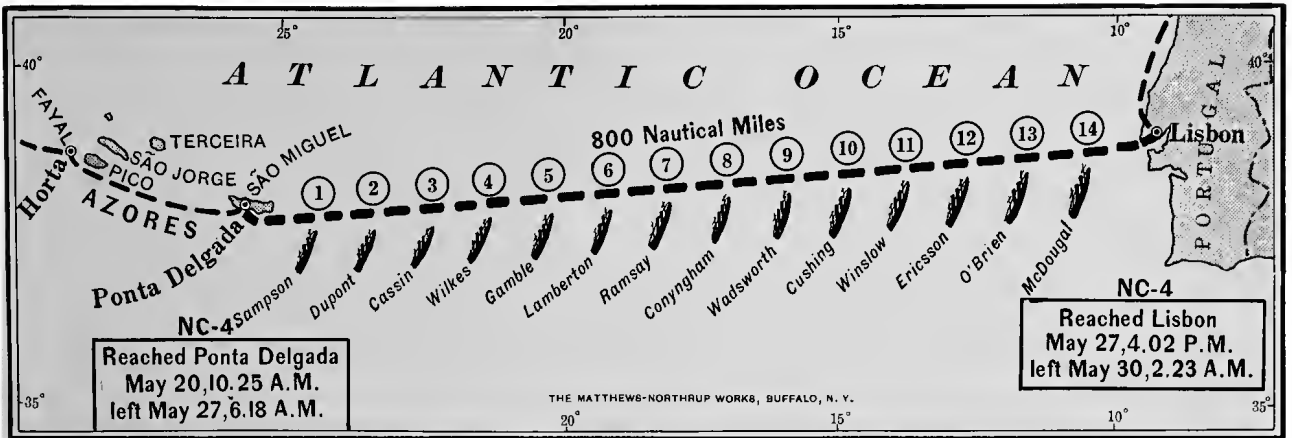 25° 20° 15° 10°
40° 40°
ATLANTIC OCEAN
800 Nautical Miles
FAYAL
TERCEIRA
SÃO JORGE
PICO
SÃO MIGUEL
Horta
AZORES
Ponta Delgada
Lisbon
PORTUGAL
1 2 3 4 5 6 7 8 9 10 11 12 13 14
Sampson
Dupont
Cassin
Wilkes
Gamble
Lamberton
Ramsay
Conyngham
Wadsworth
Cushing
Winslow
Ericsson
O'Brien
McDougal
NC-4
Reached Ponta Delgada
May 20,10.25 A.M.
left May 27,6.18 A.M.
NC-4
Reached Lisbon
May 27,4.02 P.M.
left May 30,2.23 A.M.
THE MATTHEWS-NORTHRUP WORKS, BUFFALO, N. Y.
35° 35°
20° 15° 10°